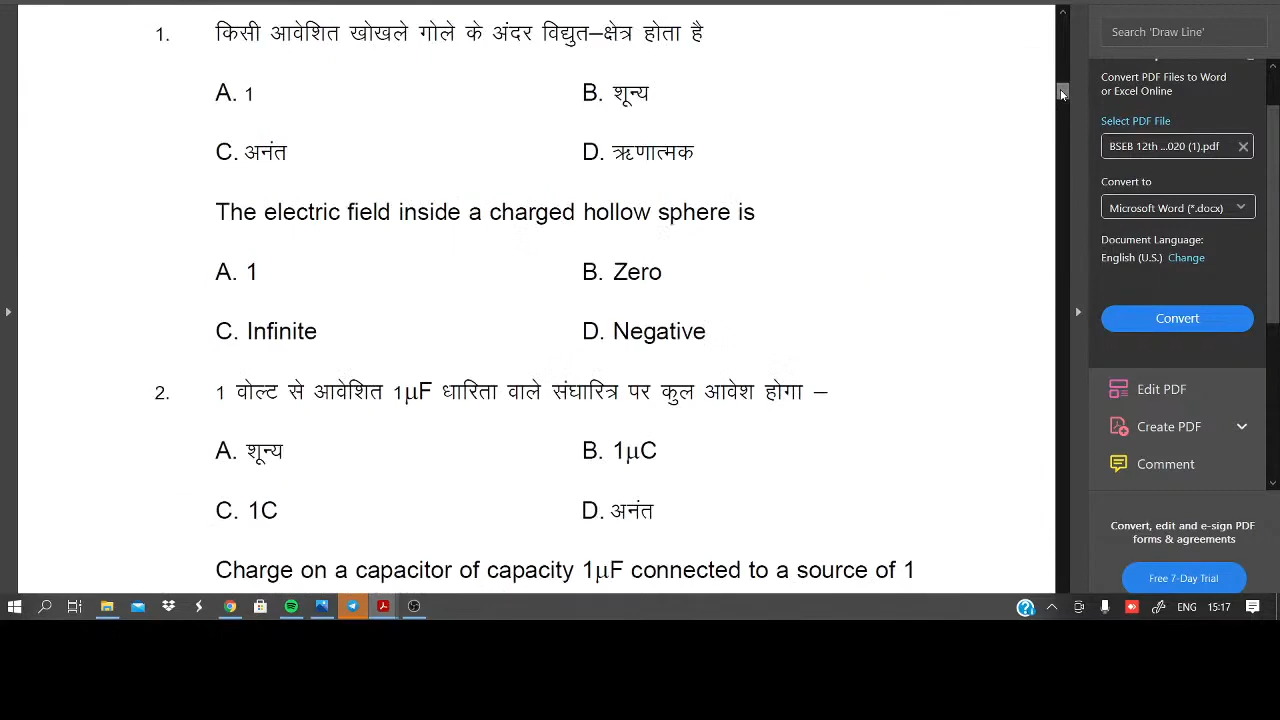 1. किसी आवेशित खोखले गोले के अंदर विद्युत–क्षेत्र होता है
A. 1 B. शून्य
C. अनंत D. ऋणात्मक
The electric field inside a charged hollow sphere is
A. 1 B. Zero
C. Infinite D. Negative
2. 1 वोल्ट से आवेशित 1μF धारिता वाले संघारित्र पर कुल आवेश होगा –
A. शून्य B. 1μC
C. 1C D. अनंत
Charge on a capacitor of capacity 1μF connected to a source of 1
Search 'Draw Line'
Convert PDF Files to Word
or Excel Online
Select PDF File
BSEB 12th ...020 (1).pdf
Convert to
Microsoft Word (*.docx)
Document Language:
English (U.S.) Change
Convert
Edit PDF
Create PDF
Comment
Convert, edit and e-sign PDF
forms & agreements
Free 7-Day Trial
ENG 15:17